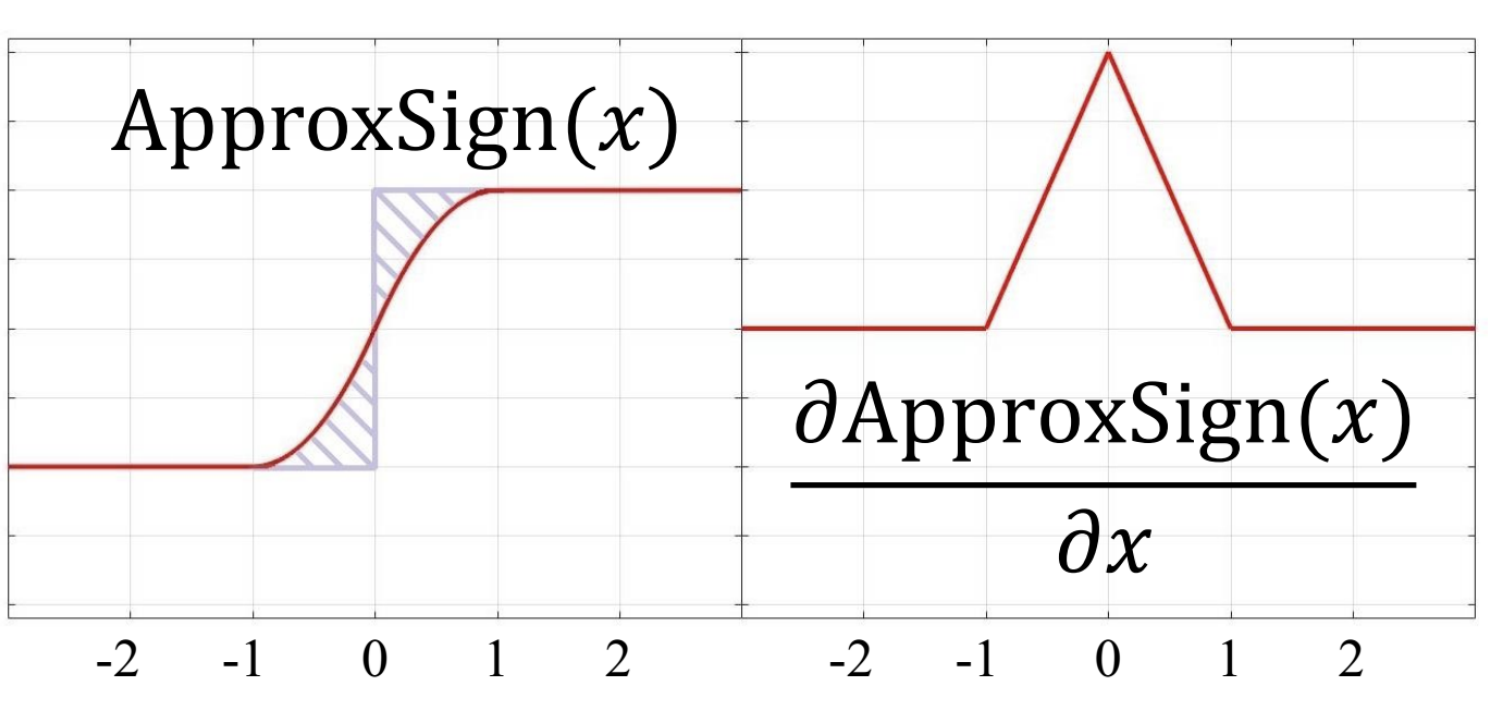 ApproxSign(𝑥)
∂ApproxSign(𝑥)
∂𝑥
-2 -1 0 1 2
-2 -1 0 1 2